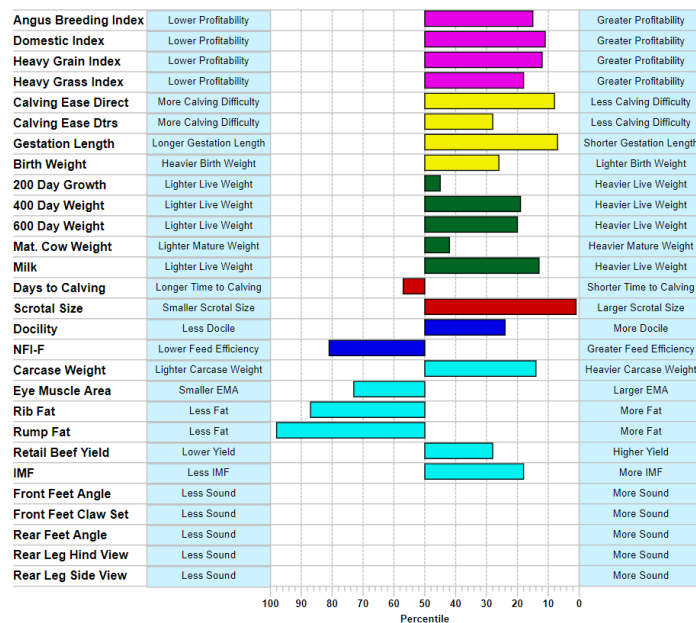 Angus Breeding Index Lower Profitability Greater Profitability
Domestic Index Lower Profitability Greater Profitability
Heavy Grain Index Lower Profitability Greater Profitability
Heavy Grass Index Lower Profitability Greater Profitability
Calving Ease Direct More Calving Difficulty Less Calving Difficulty
Calving Ease Dtrs More Calving Difficulty Less Calving Difficulty
Gestation Length Longer Gestation Length Shorter Gestation Length
Birth Weight Heavier Birth Weight Lighter Birth Weight
200 Day Growth Lighter Live Weight Heavier Live Weight
400 Day Weight Lighter Live Weight Heavier Live Weight
600 Day Weight Lighter Live Weight Heavier Live Weight
Mat. Cow Weight Lighter Mature Weight Heavier Mature Weight
Milk Lighter Live Weight Heavier Live Weight
Days to Calving Longer Time to Calving Shorter Time to Calving
Scrotal Size Smaller Scrotal Size Larger Scrotal Size
Docility Less Docile More Docile
NFI-F Lower Feed Efficiency Greater Feed Efficiency
Carcase Weight Lighter Carcase Weight Heavier Carcase Weight
Eye Muscle Area Smaller EMA Larger EMA
Rib Fat Less Fat More Fat
Rump Fat Less Fat More Fat
Retail Beef Yield Lower Yield Higher Yield
IMF Less IMF More IMF
Front Feet Angle Less Sound More Sound
Front Feet Claw Set Less Sound More Sound
Rear Feet Angle Less Sound More Sound
Rear Leg Hind View Less Sound More Sound
Rear Leg Side View Less Sound More Sound
100 90 80 70 60 50 40 30 20 10 0
Percentile